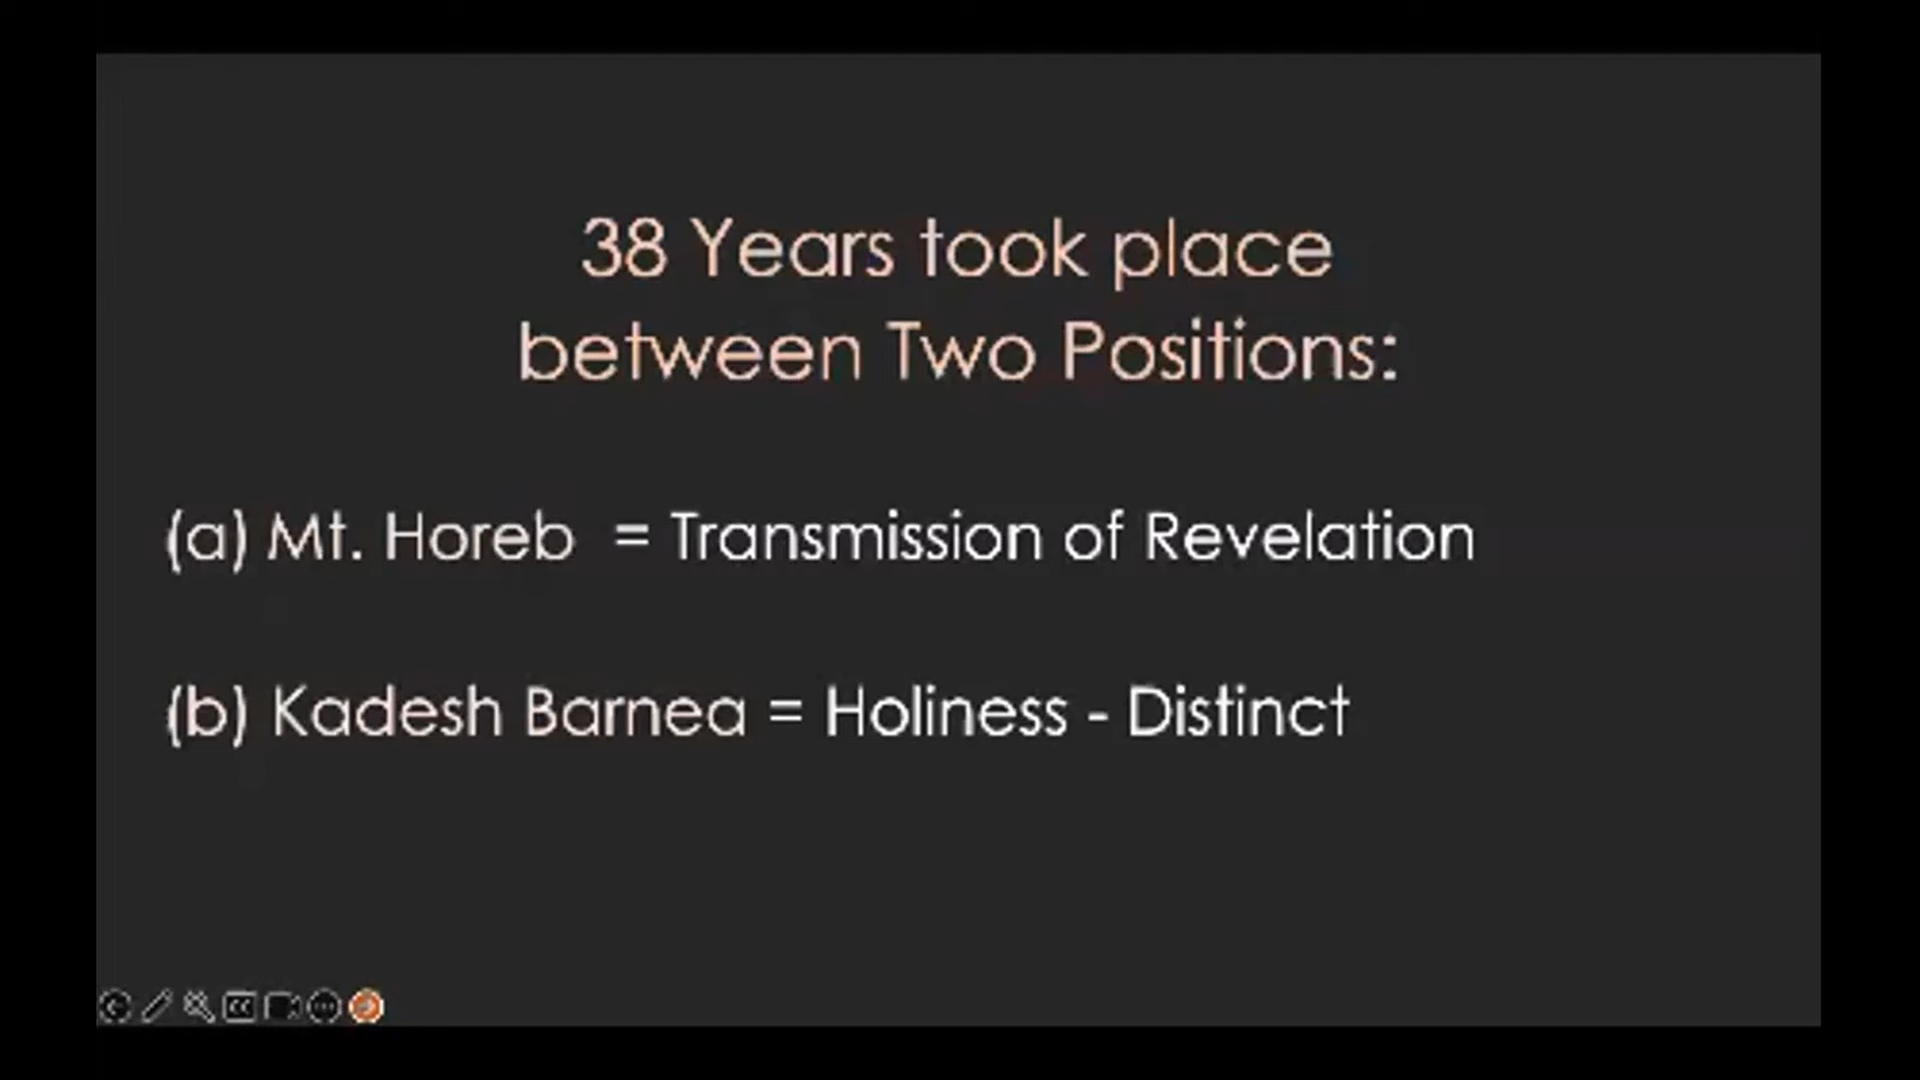 38 Years took place
between Two Positions:
(a) Mt. Horeb = Transmission of Revelation
(b) Kadesh Barnea = Holiness - Distinct